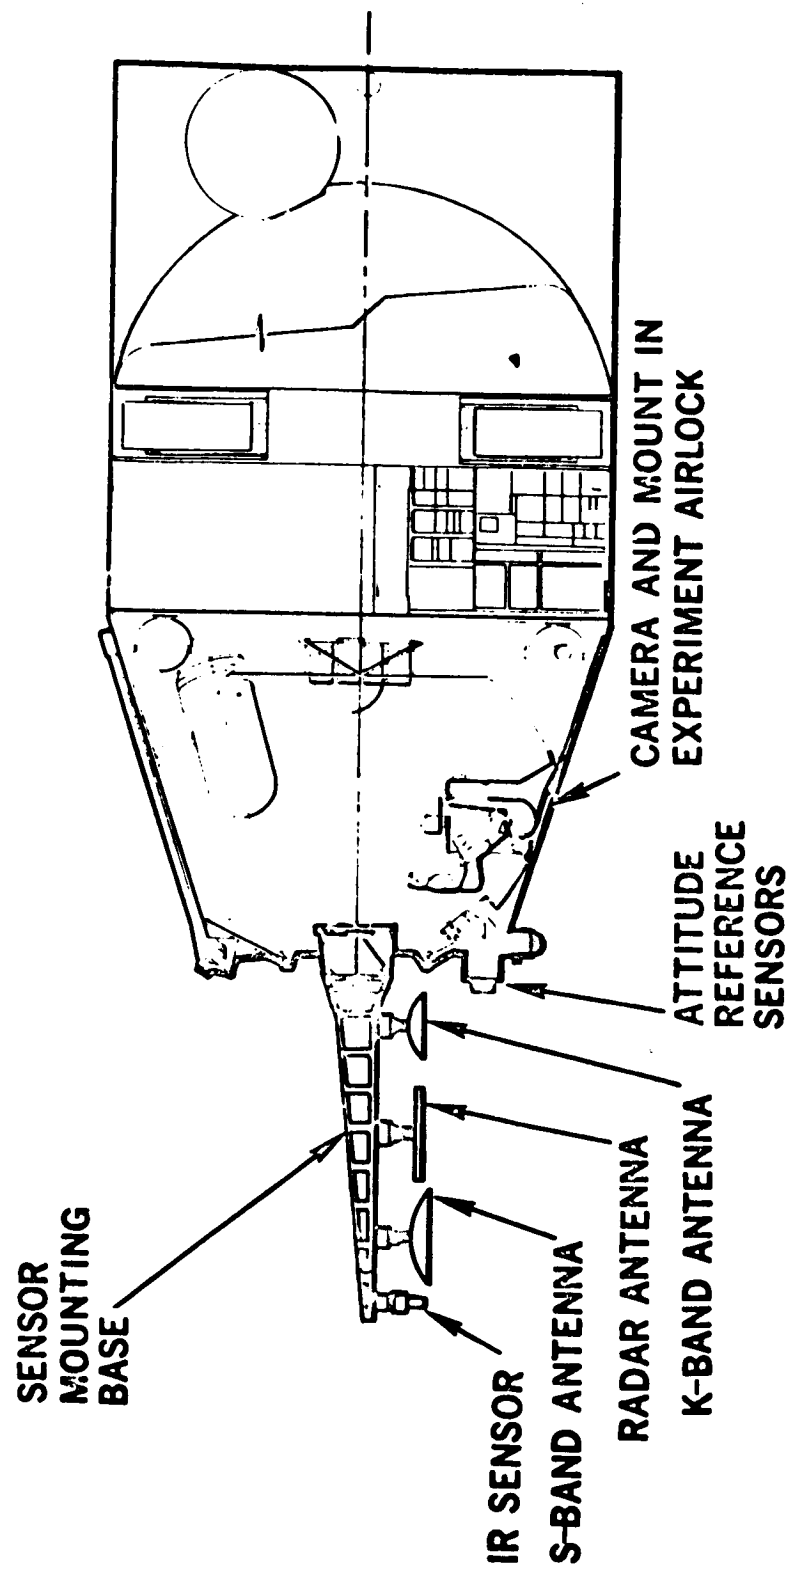 SENSOR
MOUNTING
BASE
IR SENSOR
S-BAND ANTENNA
RADAR ANTENNA
K-BAND ANTENNA
ATTITUDE
REFERENCE
SENSORS
CAMERA AND MOUNT IN
EXPERIMENT AIRLOCK